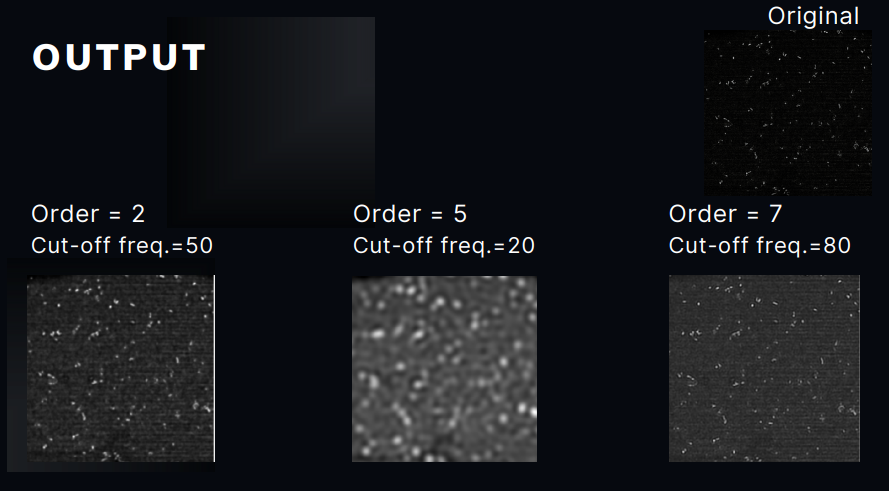 Original
OUTPUT
Order = 2
Cut-off freq.=50
Order = 5
Cut-off freq.=20
Order = 7
Cut-off freq.=80